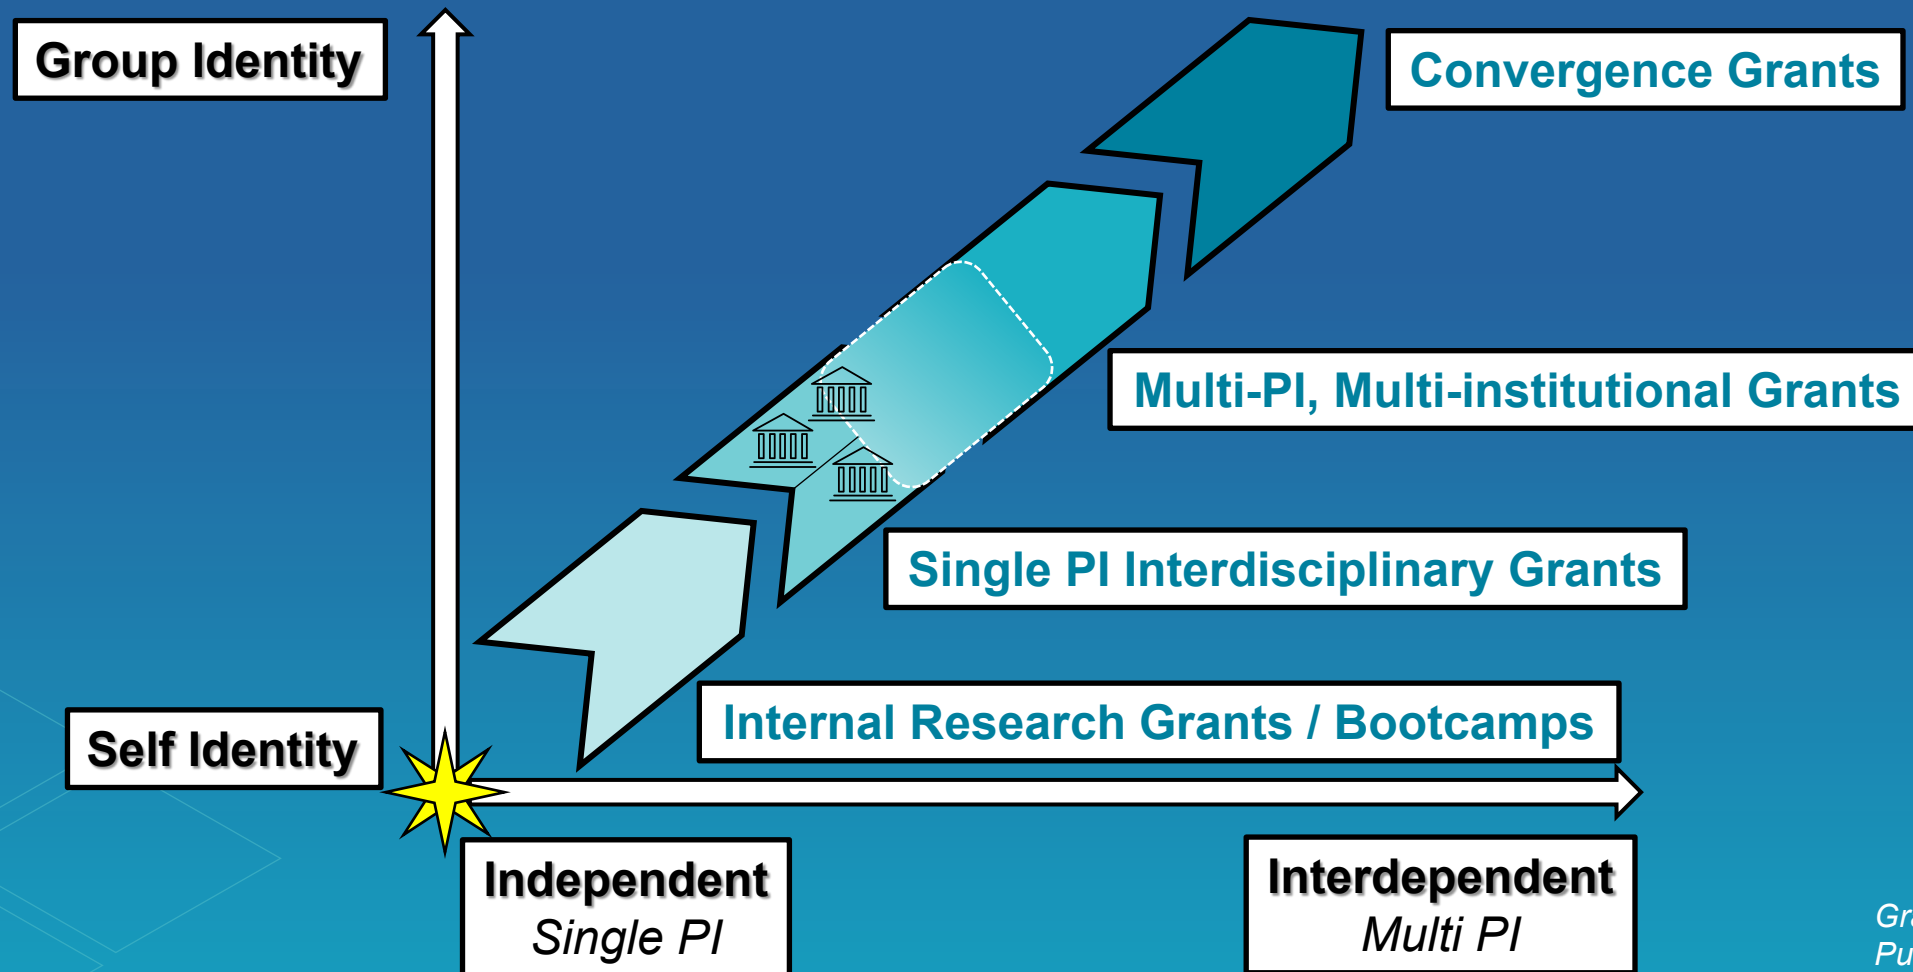 Group Identity
Convergence Grants
Multi-PI, Multi-institutional Grants
Single PI Interdisciplinary Grants
Internal Research Grants / Bootcamps
Self Identity
Independent
Single PI
Interdependent
Multi PI